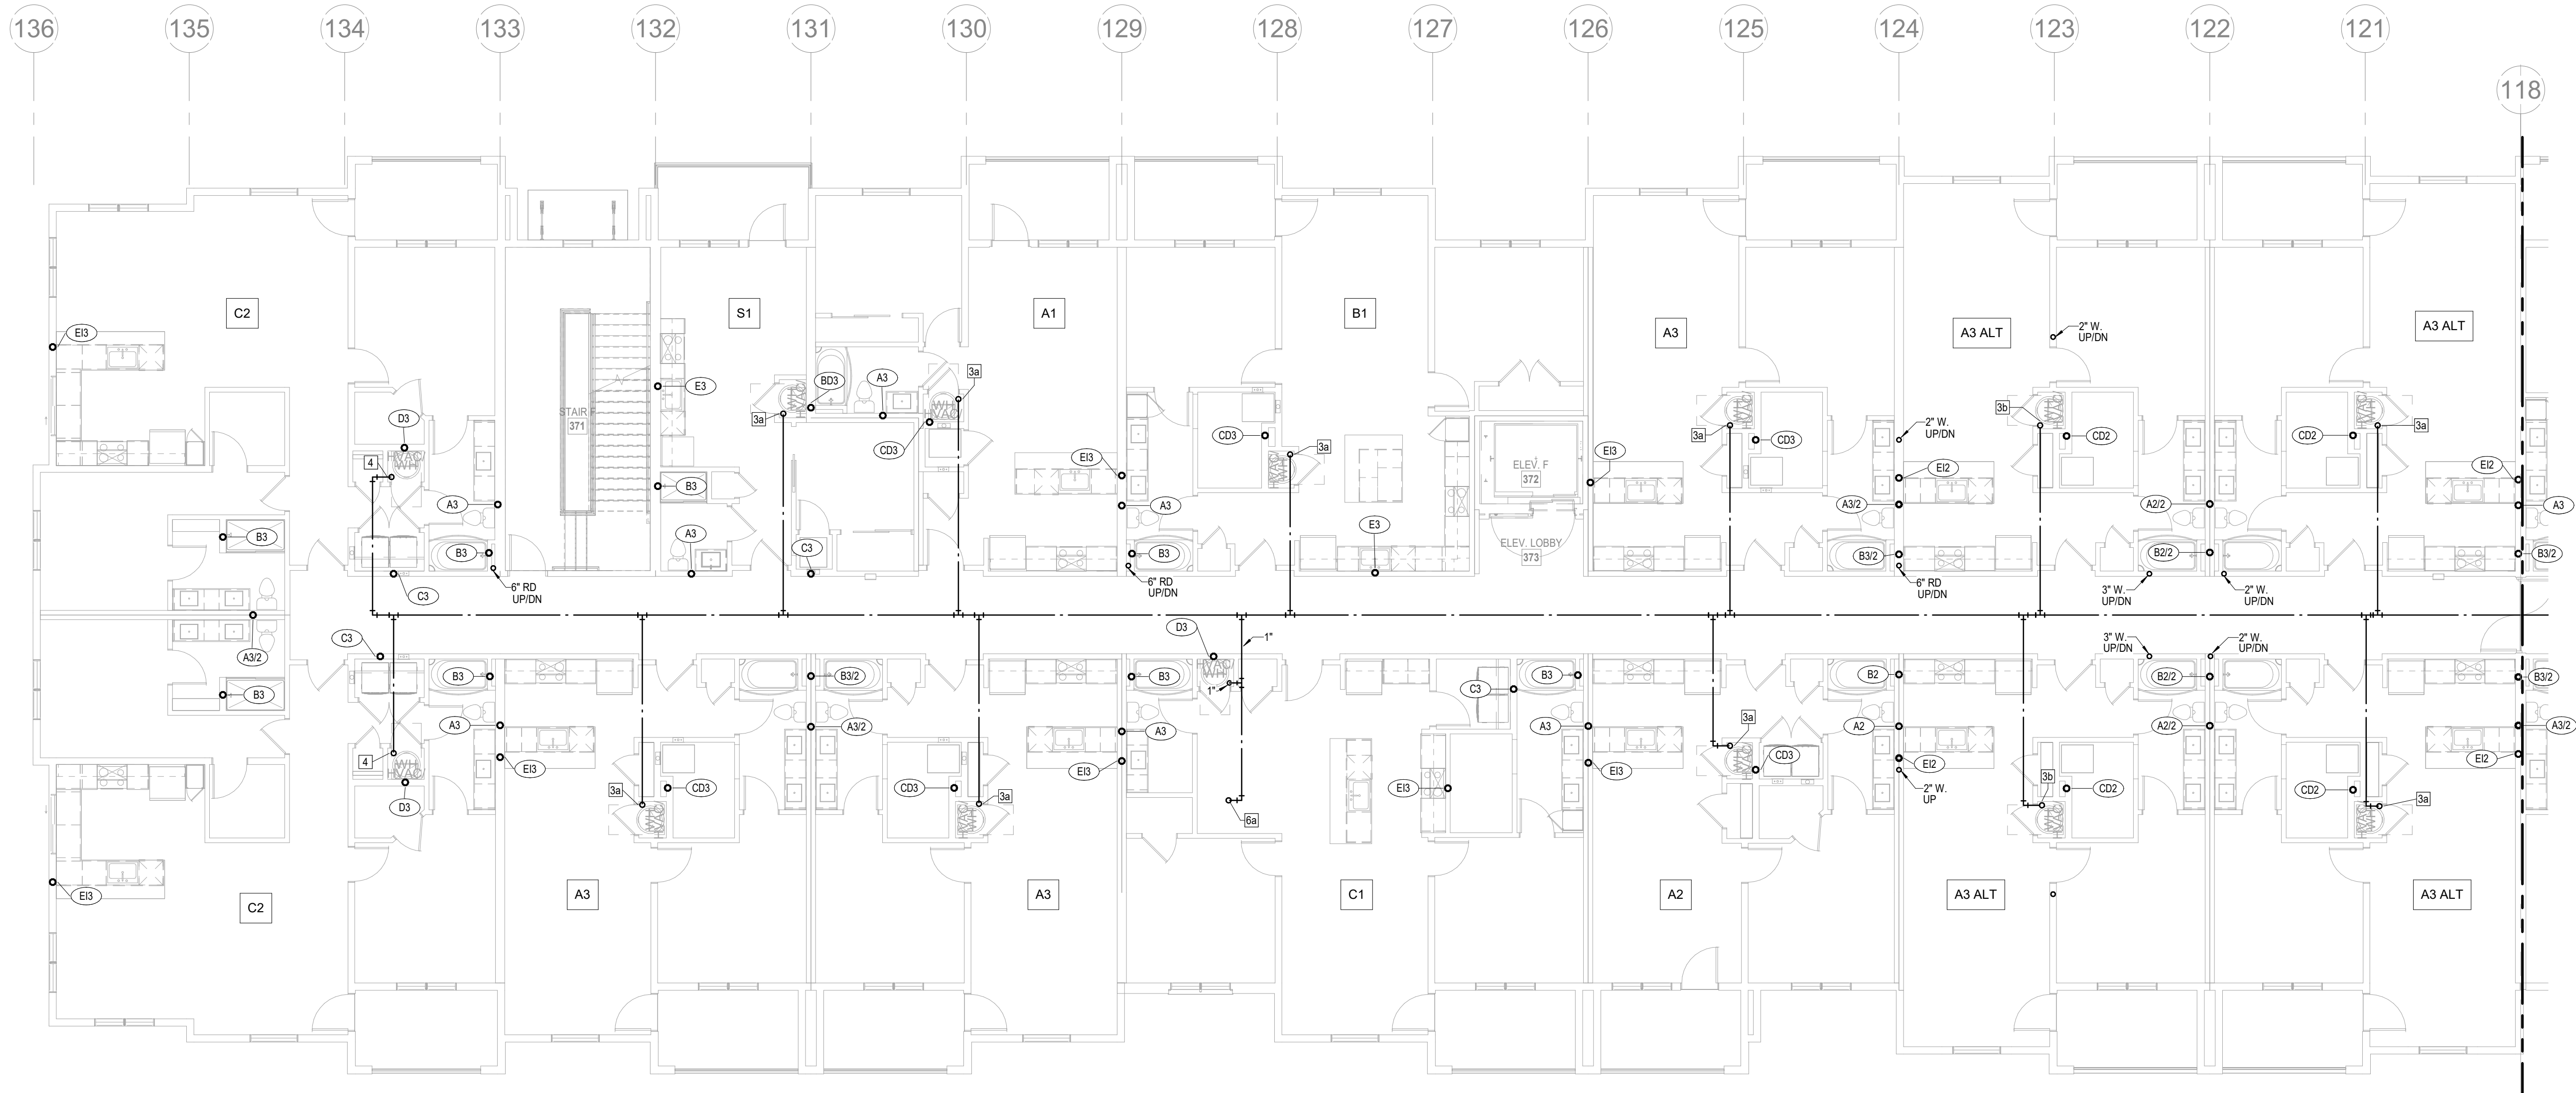 136 135 134 133 132 131 130 129 128 127 126 125 124 123 122 121
118
C2 S1 A1 B1 A3 A3 ALT A3 ALT
2" W.
UP/DN
EI3
E3
BD3
A3
3a
STAIR F
371
WH
HVAC
3a
CD3
D3
4
HVAC
WH
A3
B3
A3
C3
B3
B3
C3
6" RD
UP/DN
EI3
A3
B3
6" RD
UP/DN
CD3
3a
E3
ELEV. F
372
ELEV. LOBBY
373
EI3
3a
CD3
2" W.
UP/DN
EI2
A3/2
B3/2
6" RD
UP/DN
3b
CD2
A2/2
B2/2
3" W.
UP/DN
2" W.
UP/DN
CD2
3a
EI2
A3
B3/2
A3/2
B3
C3
B3
A3
4
WH
HVAC
D3
EI3
3a
CD3
B3/2
A3/2
CD3
3a
B3
A3
EI3
D3
HVAC
1"
1"
6a
C3
B3
A3
EI3
EI3
3a
CD3
B2
A2
EI2
2" W.
UP
3" W.
UP/DN
2" W.
UP/DN
B2/2
A2/2
3b
CD2
CD2
3a
B3/2
A3/2
EI2
EI3
C2 A3 A3 C1 A2 A3 ALT A3 ALT